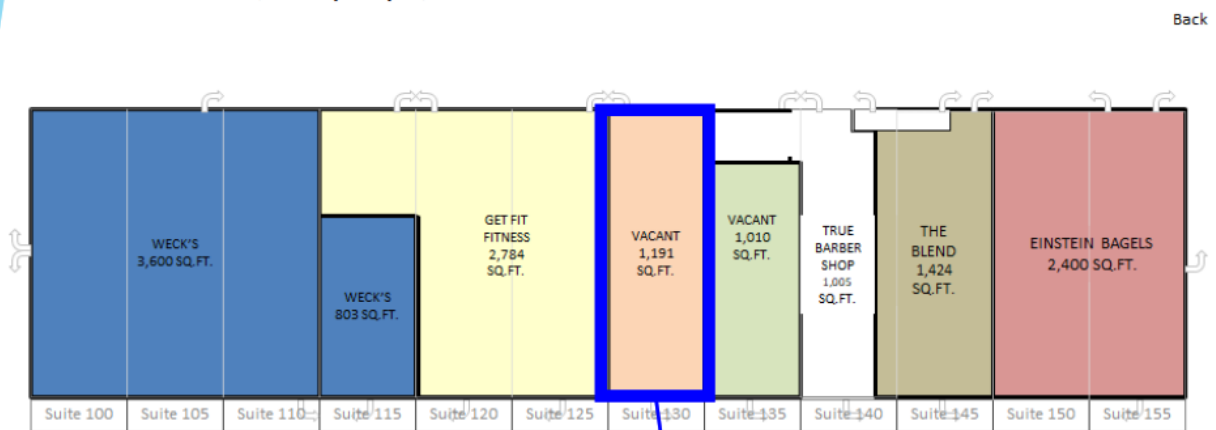 Back
WECK'S
3,600 SQ.FT.
WECK'S
803 SQ.FT.
GET FIT
FITNESS
2,784
SQ.FT.
VACANT
1,191
SQ.FT.
VACANT
1,010
SQ.FT.
TRUE
BARBER
SHOP
1,005
SQ.FT.
THE
BLEND
1,424
SQ.FT.
EINSTEIN BAGELS
2,400 SQ.FT.
Suite 100
Suite 105
Suite 110
Suite 115
Suite 120
Suite 125
Suite 130
Suite 135
Suite 140
Suite 145
Suite 150
Suite 155